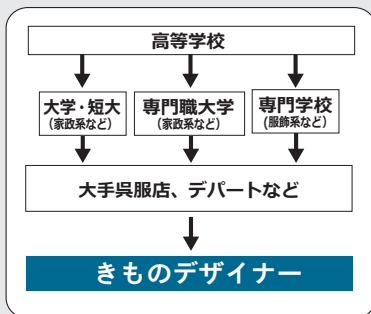 高等学校
大学・短大
(家政系など)
専門職大学
(家政系など)
専門学校
(服飾系など)
大手呉服店、デパートなど
きものデザイナー